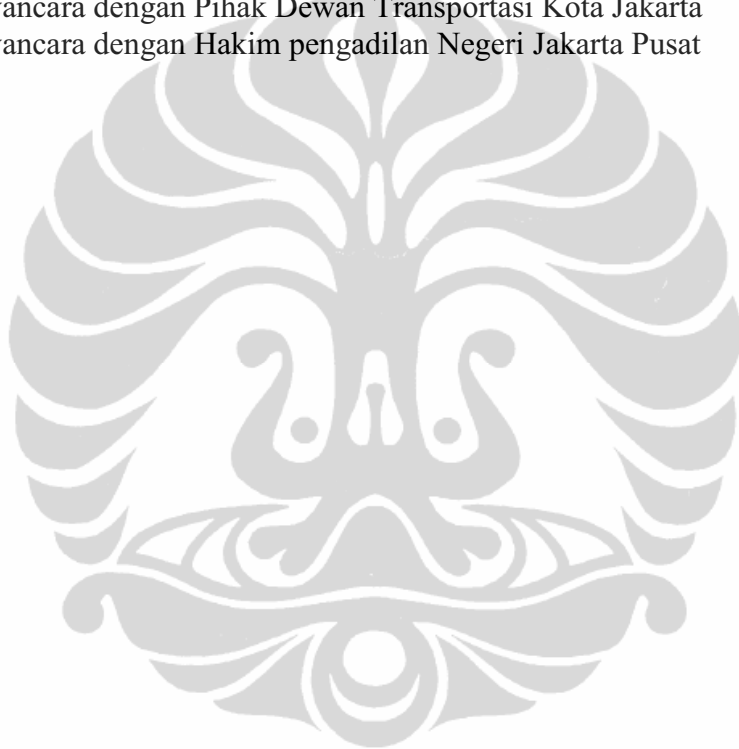 ancara dengan Pihak Dewan Transportasi Kota Jakarta
ancara dengan Hakim pengadilan Negeri Jakarta Pusat